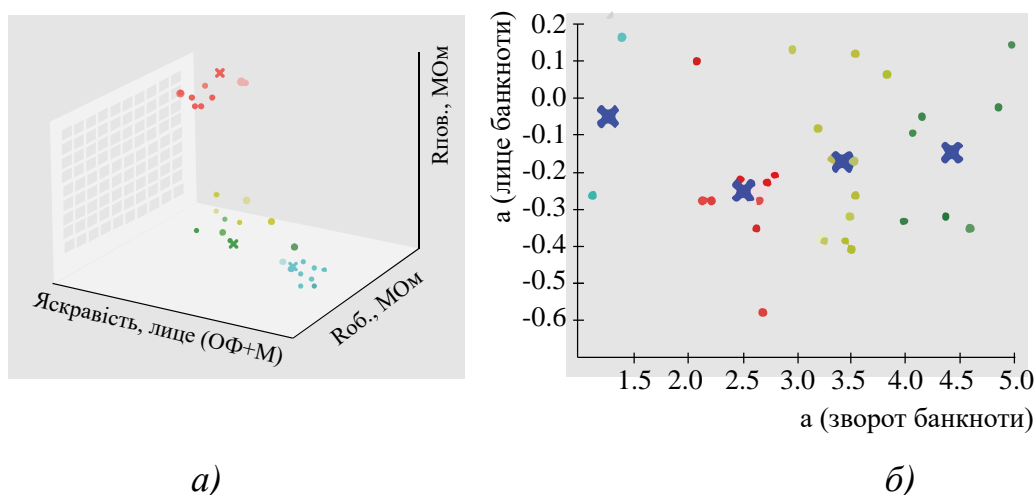 Rпов., МОм
Яскравість, лице (ОФ+М)
Rоб., МОм
а)
а (лице банкноти)
0.2
0.1
0.0
-0.1
-0.2
-0.3
-0.4
-0.5
-0.6
1.5 2.0 2.5 3.0 3.5 4.0 4.5 5.0
а (зворот банкноти)
б)